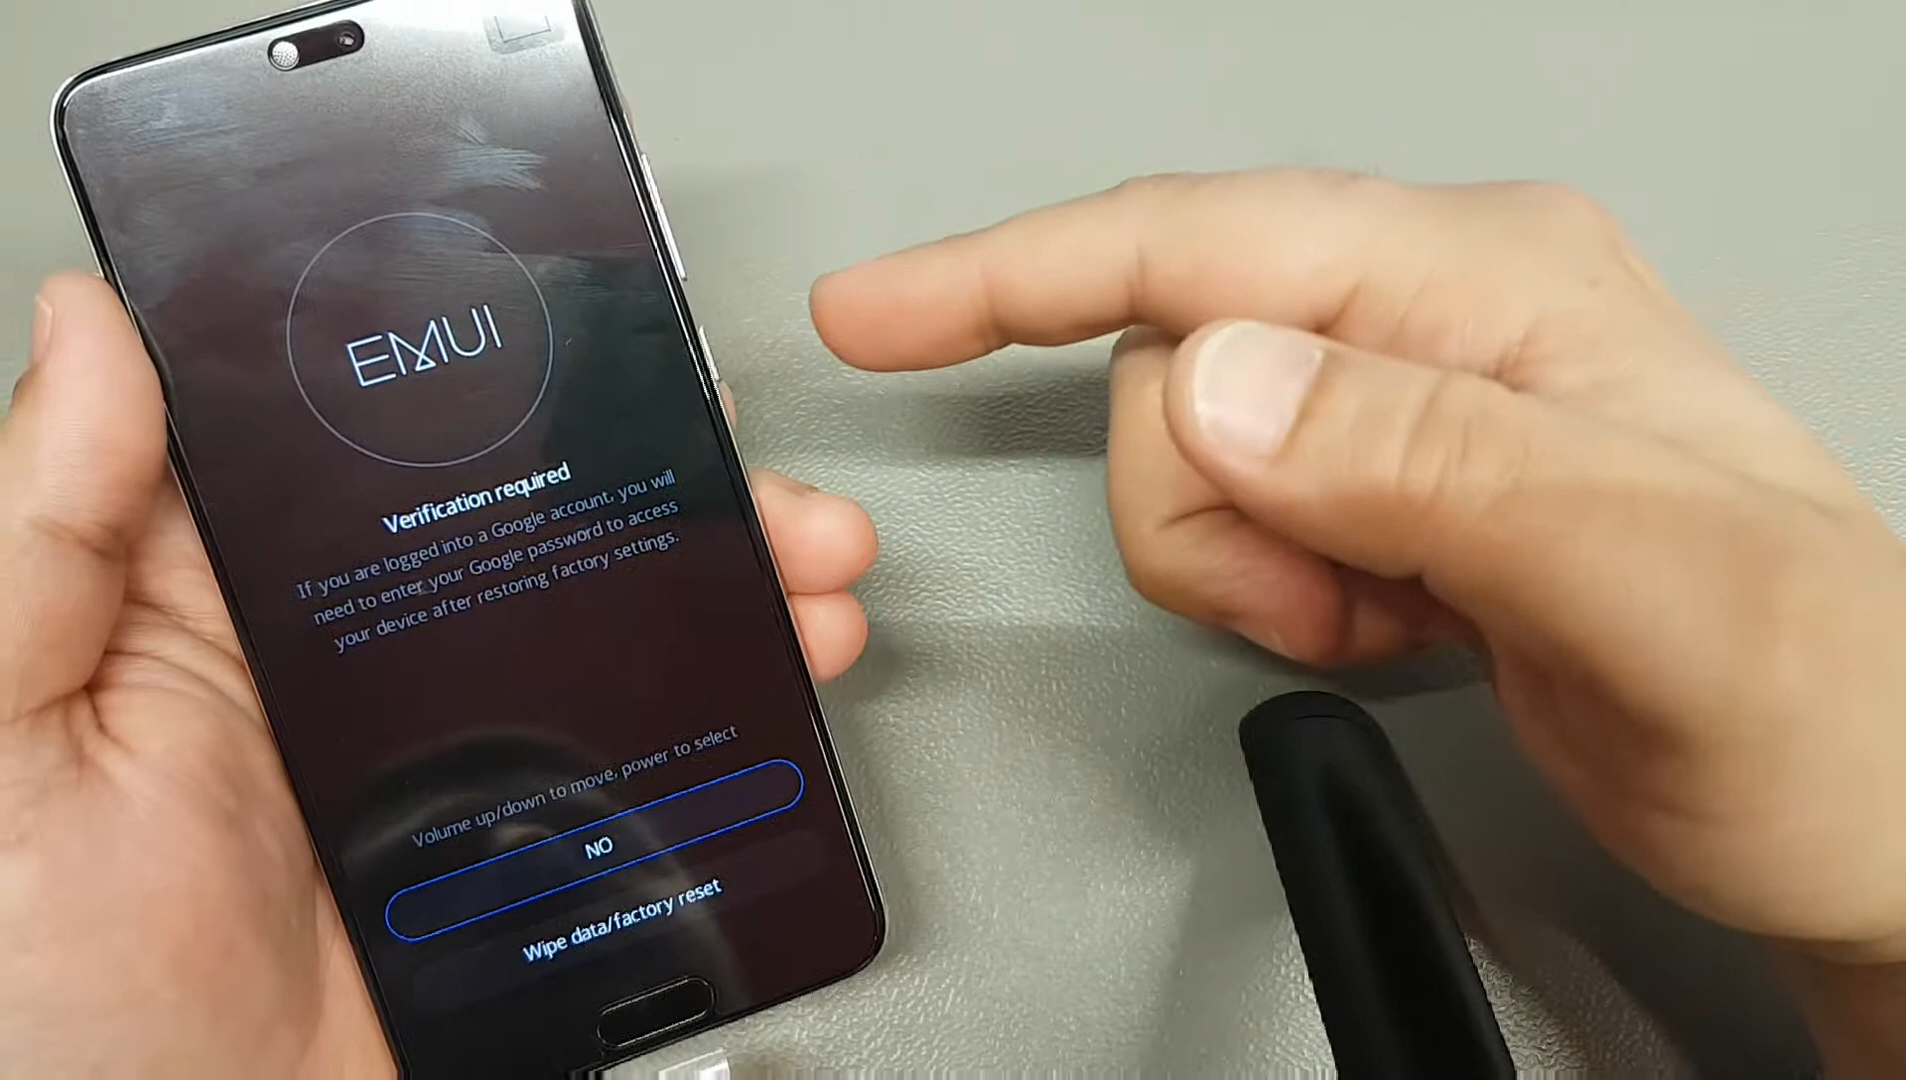 EMUI
Verification required
If you are logged into a Google account, you will
need to enter your Google password to access
your device after restoring factory settings.
Volume up/down to move, power to select
NO
Wipe data/factory reset